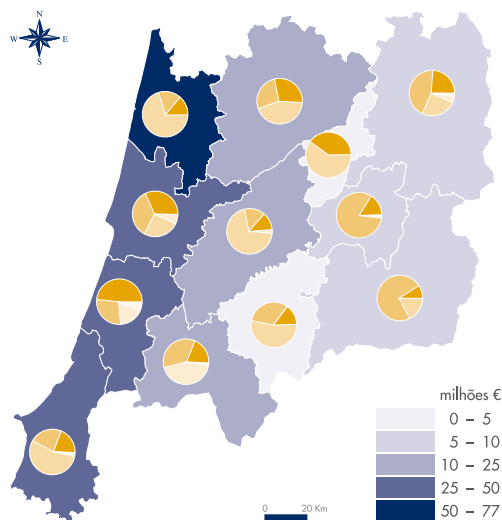 N
W E
S
milhões €
0 – 5
5 – 10
10 – 25
25 – 50
50 – 77
0 20 Km